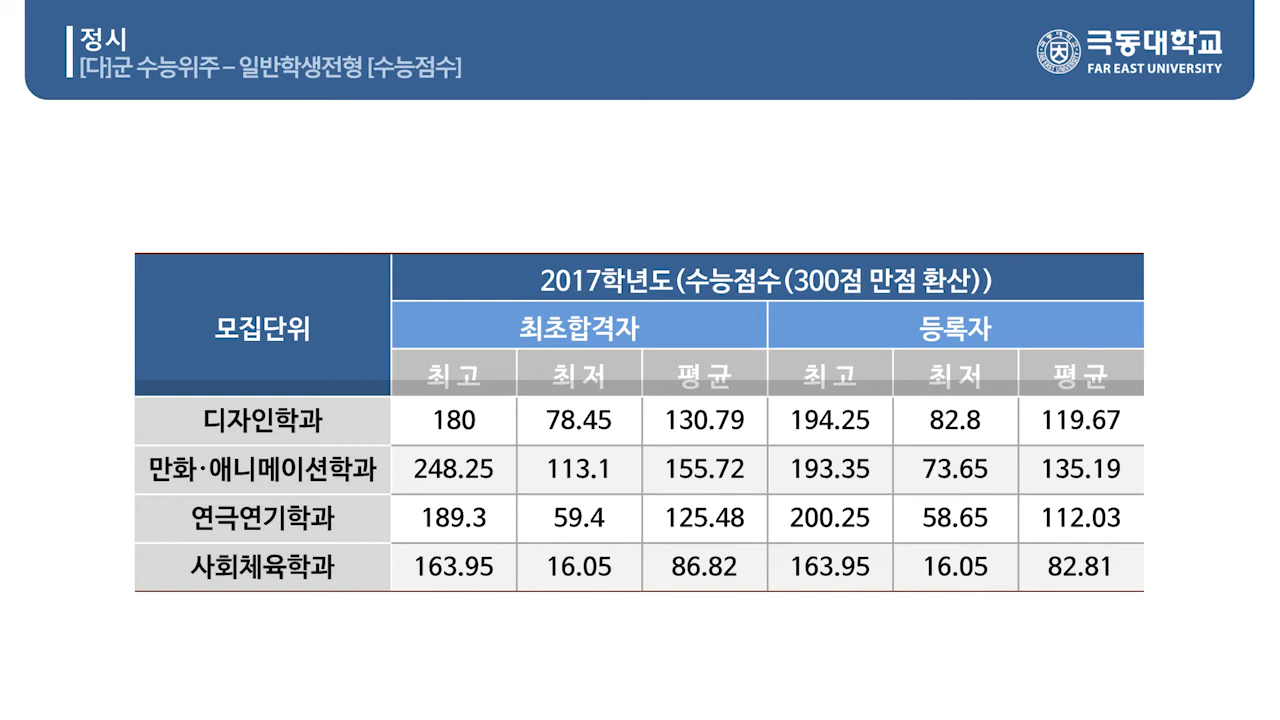 정시
[다]군 수능위주 – 일반학생전형 [수능점수]
극동대학교
FAR EAST UNIVERSITY
모집단위
2017학년도(수능점수(300점 만점 환산))
최초합격자 등록자
최 고 최 저 평 균 최 고 최 저 평 균
디자인학과 180 78.45 130.79 194.25 82.8 119.67
만화·애니메이션학과 248.25 113.1 155.72 193.35 73.65 135.19
연극연기학과 189.3 59.4 125.48 200.25 58.65 112.03
사회체육학과 163.95 16.05 86.82 163.95 16.05 82.81